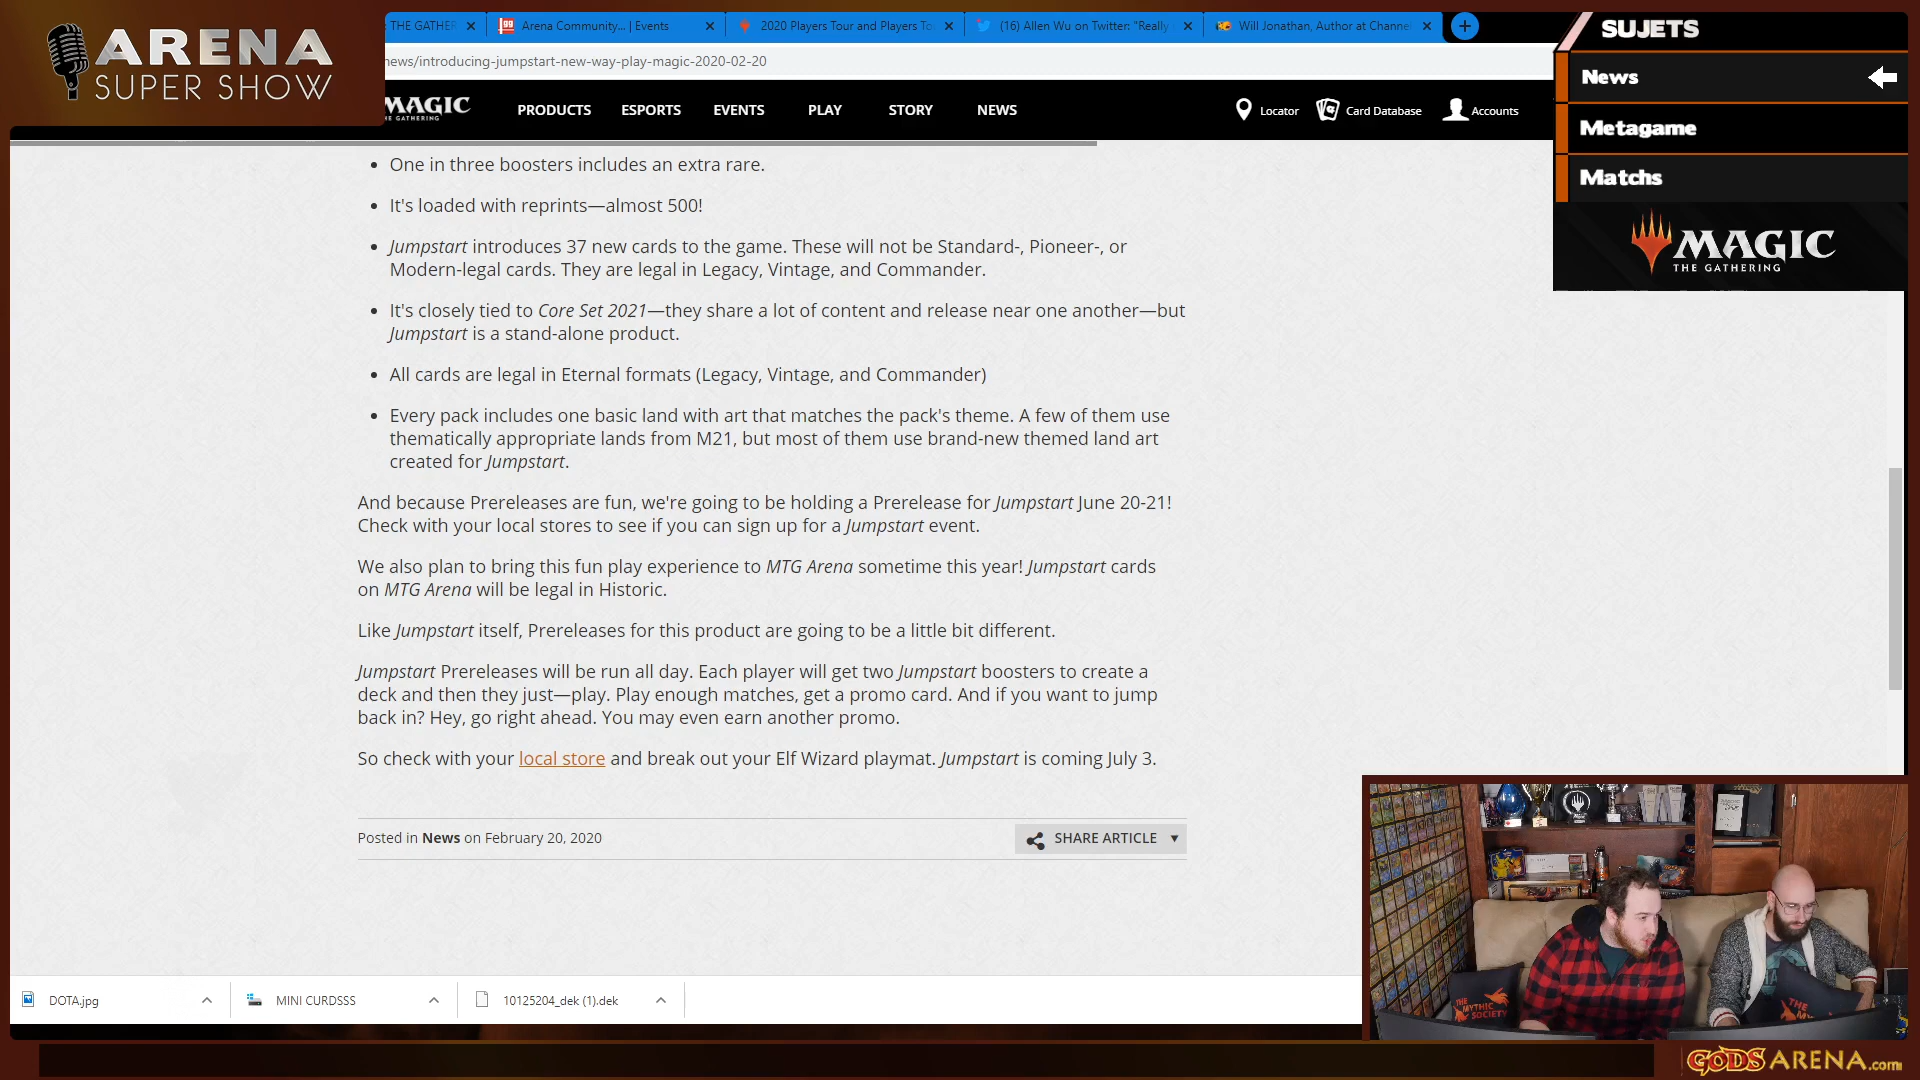 ARENA
SUPER SHOW
THE GATHER
Arena Community... | Events
2020 Players Tour and Players To
(16) Allen Wu on Twitter: "Really
Will Jonathan, Author at Channe
news/introducing-jumpstart-new-way-play-magic-2020-02-20
MAGIC
THE GATHERING
PRODUCTS
ESPORTS
EVENTS
PLAY
STORY
NEWS
Locator
Card Database
Accounts
SUJETS
News
Metagame
Matchs
MAGIC
THE GATHERING
• One in three boosters includes an extra rare.
• It's loaded with reprints—almost 500!
• Jumpstart introduces 37 new cards to the game. These will not be Standard-, Pioneer-, or
Modern-legal cards. They are legal in Legacy, Vintage, and Commander.
• It's closely tied to Core Set 2021—they share a lot of content and release near one another—but
Jumpstart is a stand-alone product.
• All cards are legal in Eternal formats (Legacy, Vintage, and Commander)
• Every pack includes one basic land with art that matches the pack's theme. A few of them use
thematically appropriate lands from M21, but most of them use brand-new themed land art
created for Jumpstart.
And because Prereleases are fun, we're going to be holding a Prerelease for Jumpstart June 20-21!
Check with your local stores to see if you can sign up for a Jumpstart event.
We also plan to bring this fun play experience to MTG Arena sometime this year! Jumpstart cards
on MTG Arena will be legal in Historic.
Like Jumpstart itself, Prereleases for this product are going to be a little bit different.
Jumpstart Prereleases will be run all day. Each player will get two Jumpstart boosters to create a
deck and then they just—play. Play enough matches, get a promo card. And if you want to jump
back in? Hey, go right ahead. You may even earn another promo.
So check with your local store and break out your Elf Wizard playmat. Jumpstart is coming July 3.
Posted in News on February 20, 2020
SHARE ARTICLE
DOTA.jpg
MINI CURDSSS
10125204_dek (1).dek
THE
MYTHIC
SOCIETY
THE
GODSARENA.com